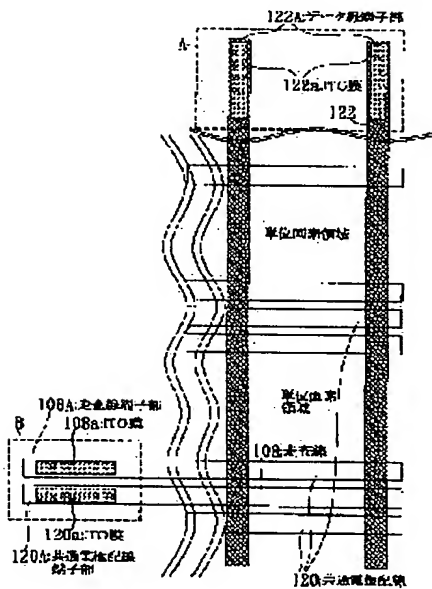 122A:データ線端子部
A
122a:ITO膜
122
単位画素領域
単位画素
領域
108A:走査線端子部
B
108a:ITO膜
108:走査線
120a:ITO膜
120A:共通電極配線
端子部
120:共通電極配線